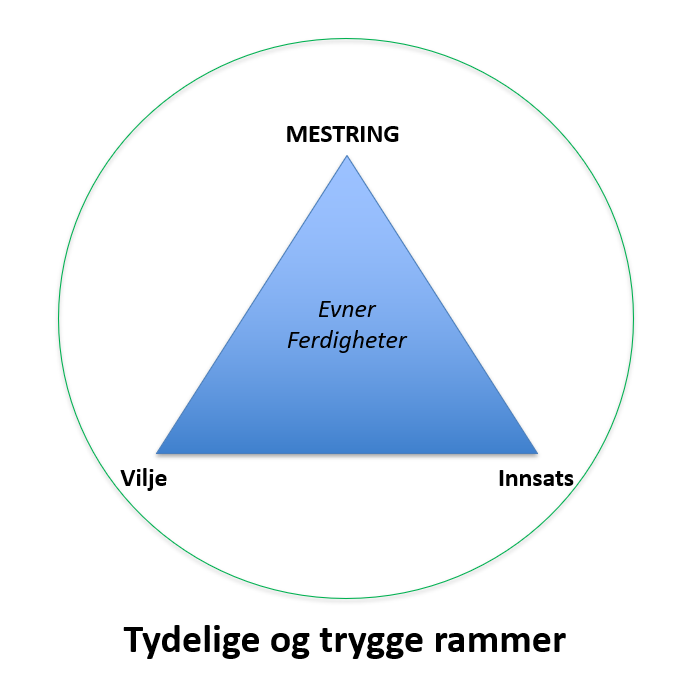 MESTRING
Evner
Ferdigheter
Vilje
Innsats
Tydelige og trygge rammer